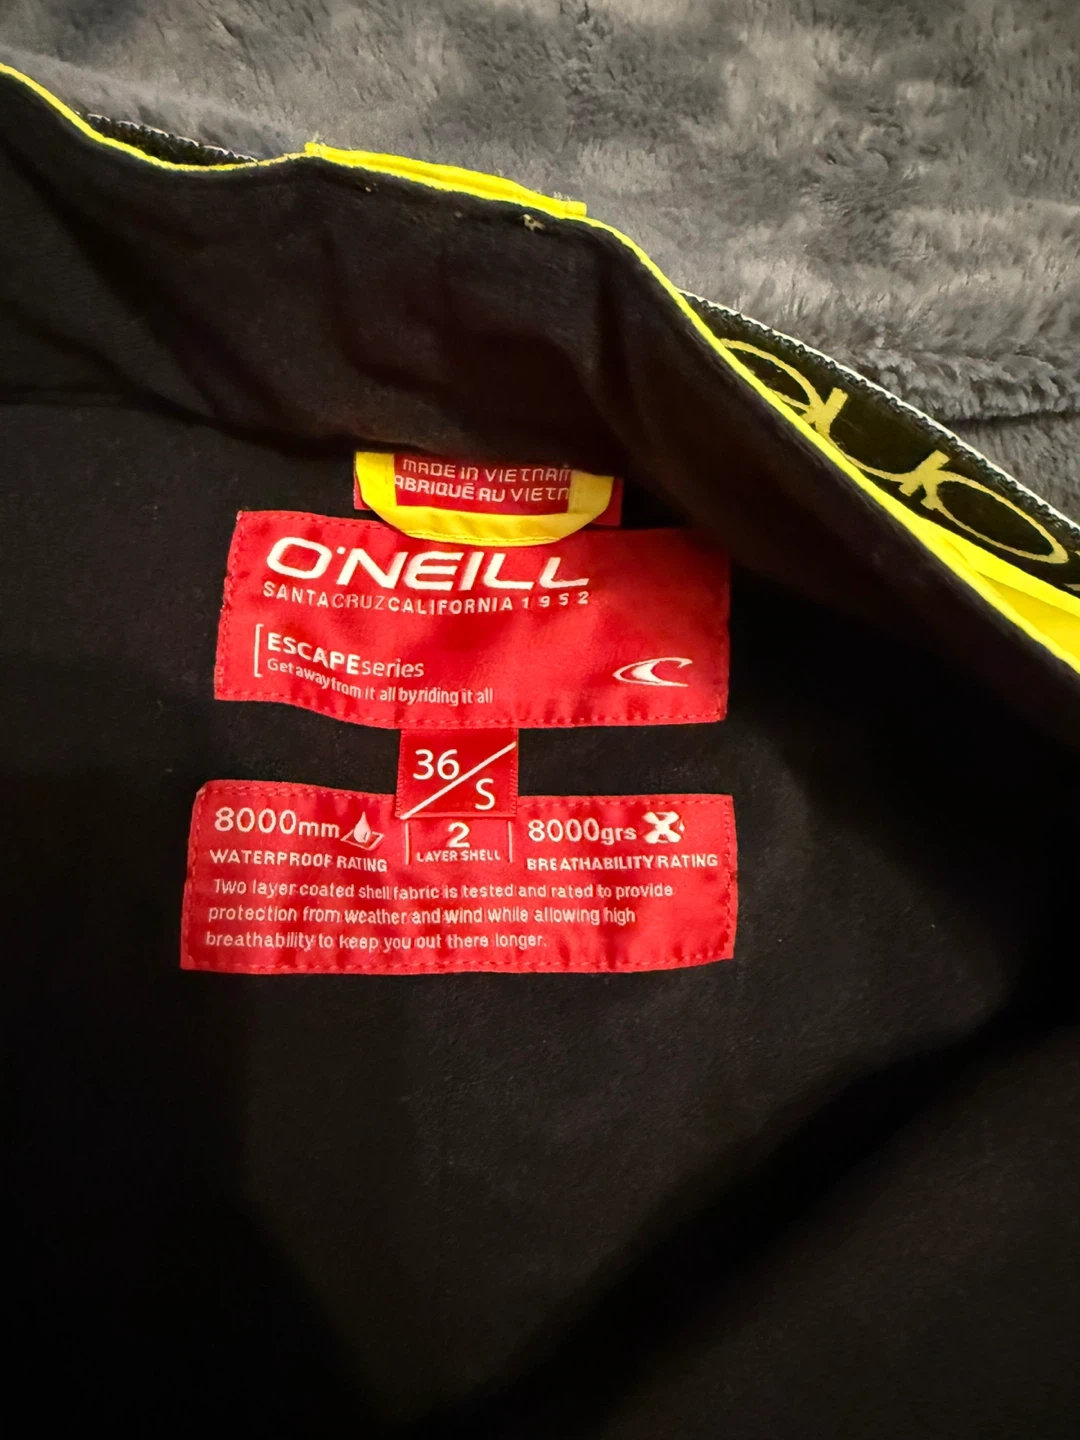 MADE IN VIETNAM
FABRIQUÉ AU VIETN
O'NEILL
SANTACRUZCALIFORNIA 1952
ESCAPEseries
Get away from it all by riding it all
36/S
8000mm
WATERPROOF RATING
2
LAYER SHELL
8000grs
BREATHABILITY RATING
Two layer coated shell fabric is tested and rated to provide
protection from weather and wind while allowing high
breathability to keep you out there longer.